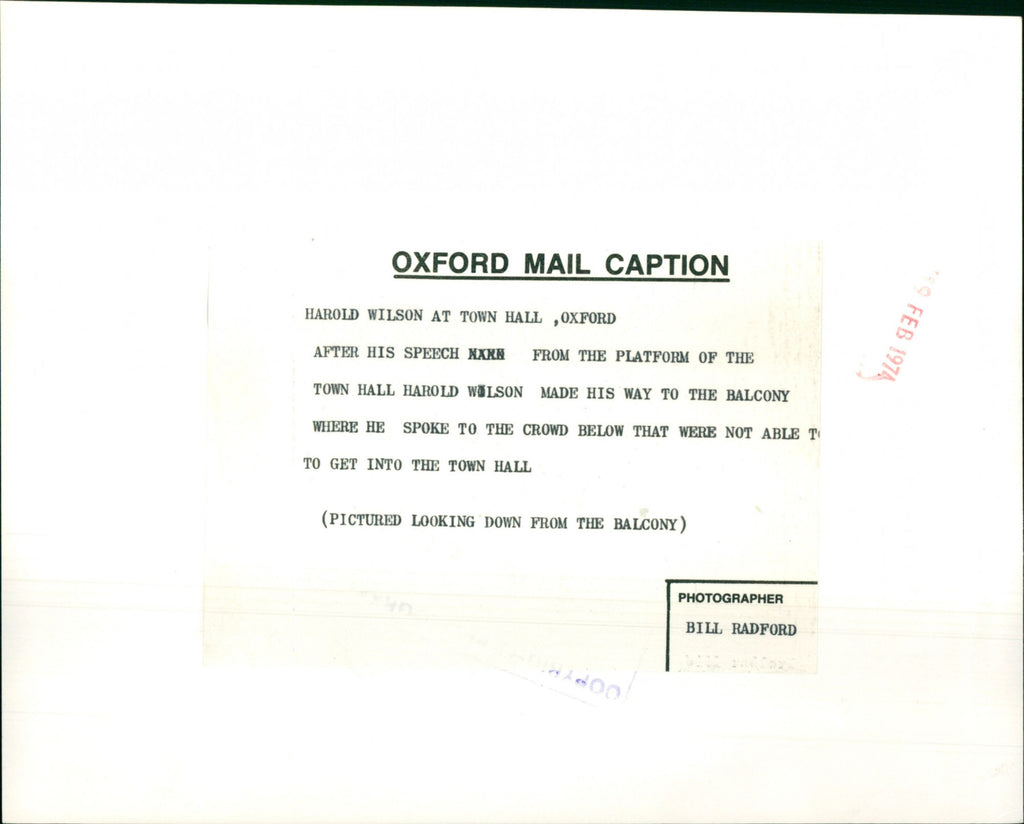 OXFORD MAIL CAPTION
HAROLD WILSON AT TOWN HALL ,OXFORD
AFTER HIS SPEECH FROM THE PLATFORM OF THE
TOWN HALL HAROLD WILSON MADE HIS WAY TO THE BALCONY
WHERE HE SPOKE TO THE CROWD BELOW THAT WERE NOT ABLE T
TO GET INTO THE TOWN HALL
(PICTURED LOOKING DOWN FROM THE BALCONY)
FEB 1974
PHOTOGRAPHER
BILL RADFORD